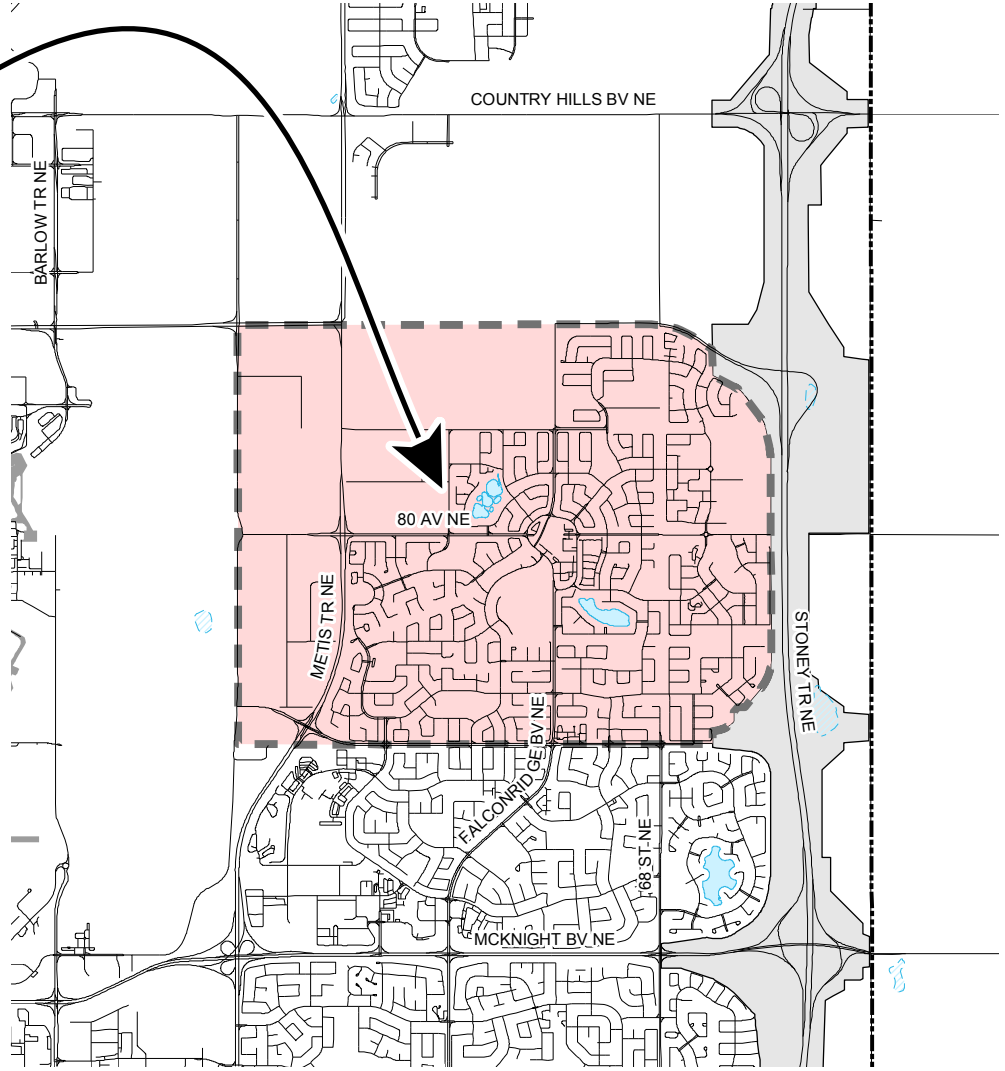 COUNTRY HILLS BV NE
BARLOW TR NE
80 AV NE
METIS TR NE
STONEY TR NE
FALCONRIDGE BV NE
68 ST NE
MCKNIGHT BV NE